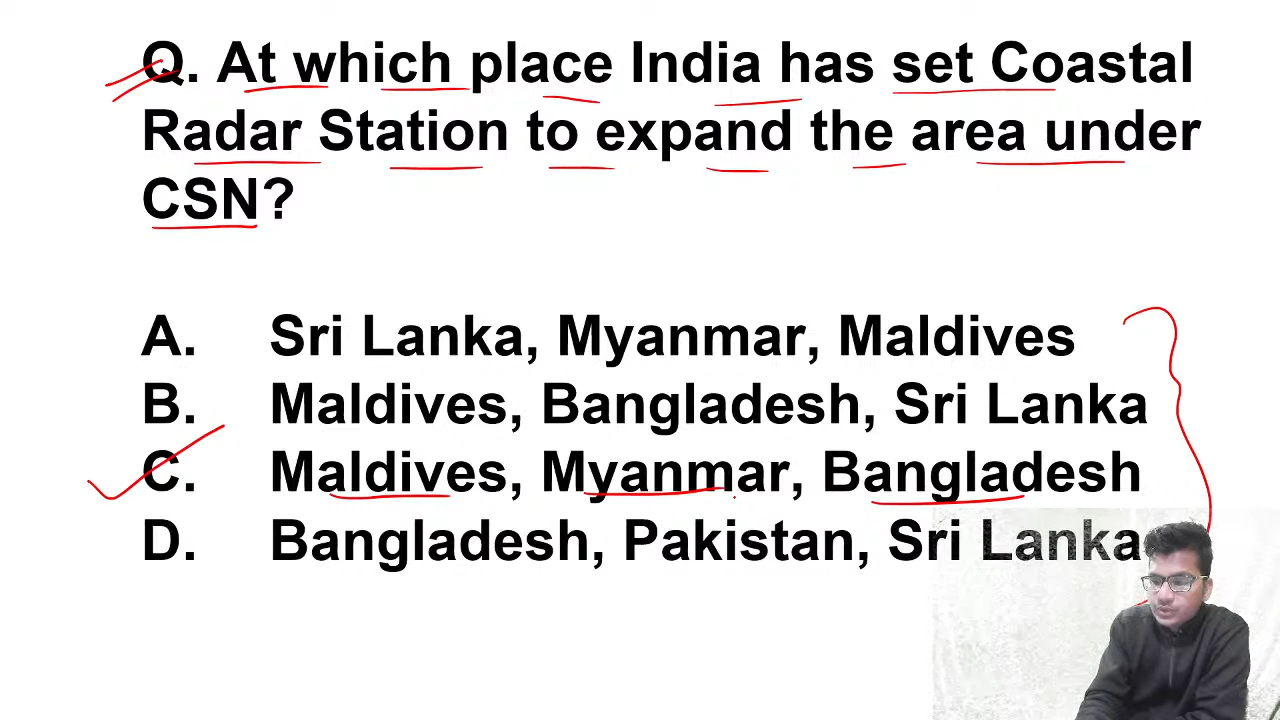 Q. At which place India has set Coastal
Radar Station to expand the area under
CSN?
A. Sri Lanka, Myanmar, Maldives
B. Maldives, Bangladesh, Sri Lanka
C. Maldives, Myanmar, Bangladesh
D. Bangladesh, Pakistan, Sri Lanka